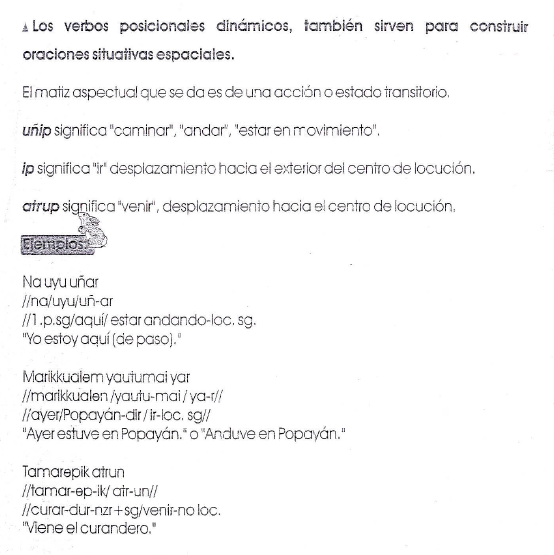 ▲ Los verbos posicionales dinámicos, también sirven para construir
oraciones situativas espaciales.
El matiz aspectual que se da es de una acción o estado transitorio.
uñip significa "caminar", "andar", "estar en movimiento".
ip significa "ir" desplazamiento hacia el exterior del centro de locución.
atrup significa "venir", desplazamiento hacia el centro de locución.
Ejemplos:
Na uyu uñar
//na/uyu/uñ-ar
//1.p.sg/aquí/ estar andando-loc. sg.
"Yo estoy aquí (de paso)."
Marikkualem yautumai yar
//marikkualen /yautu-mai / ya-r//
//ayer/Popayán-dir / ir-loc. sg//
"Ayer estuve en Popayán." o "Anduve en Popayán."
Tamarepik atrun
//tamar-ep-ik/ atr-un//
//curar-dur-nzr+sg/venir-no loc.
"Viene el curandero."